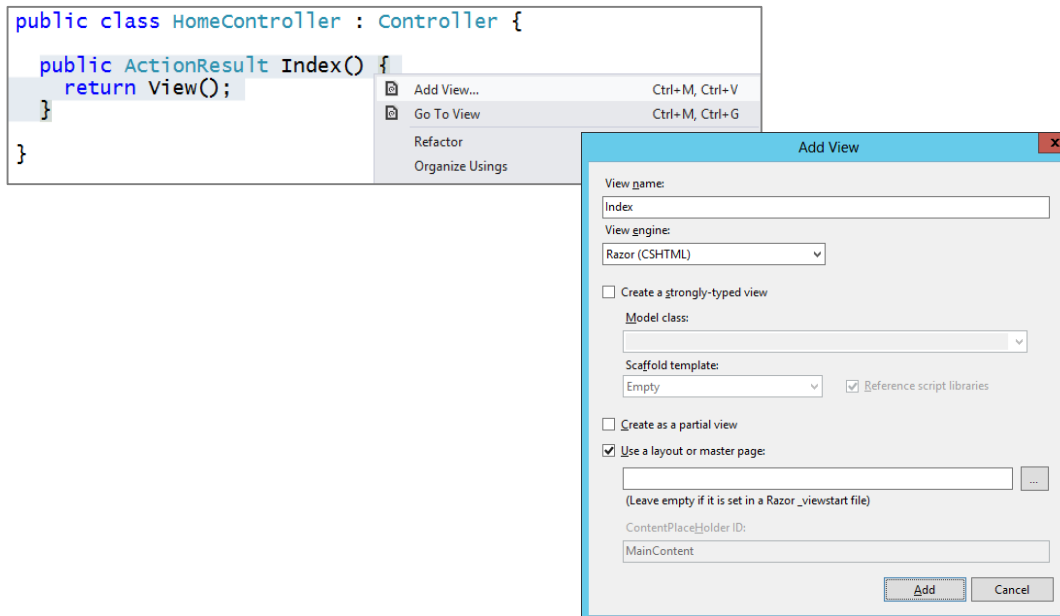 public class HomeController : Controller {
public ActionResult Index() {
return View();
}
}
Add View... Ctrl+M, Ctrl+V
Go To View Ctrl+M, Ctrl+G
Refactor
Organize Usings
Add View
x
View name:
Index
View engine:
Razor (CSHTML)
Create a strongly-typed view
Model class:
Scaffold template:
Empty
Reference script libraries
Create as a partial view
Use a layout or master page:
...
(Leave empty if it is set in a Razor _viewstart file)
ContentPlaceHolder ID:
MainContent
Add Cancel